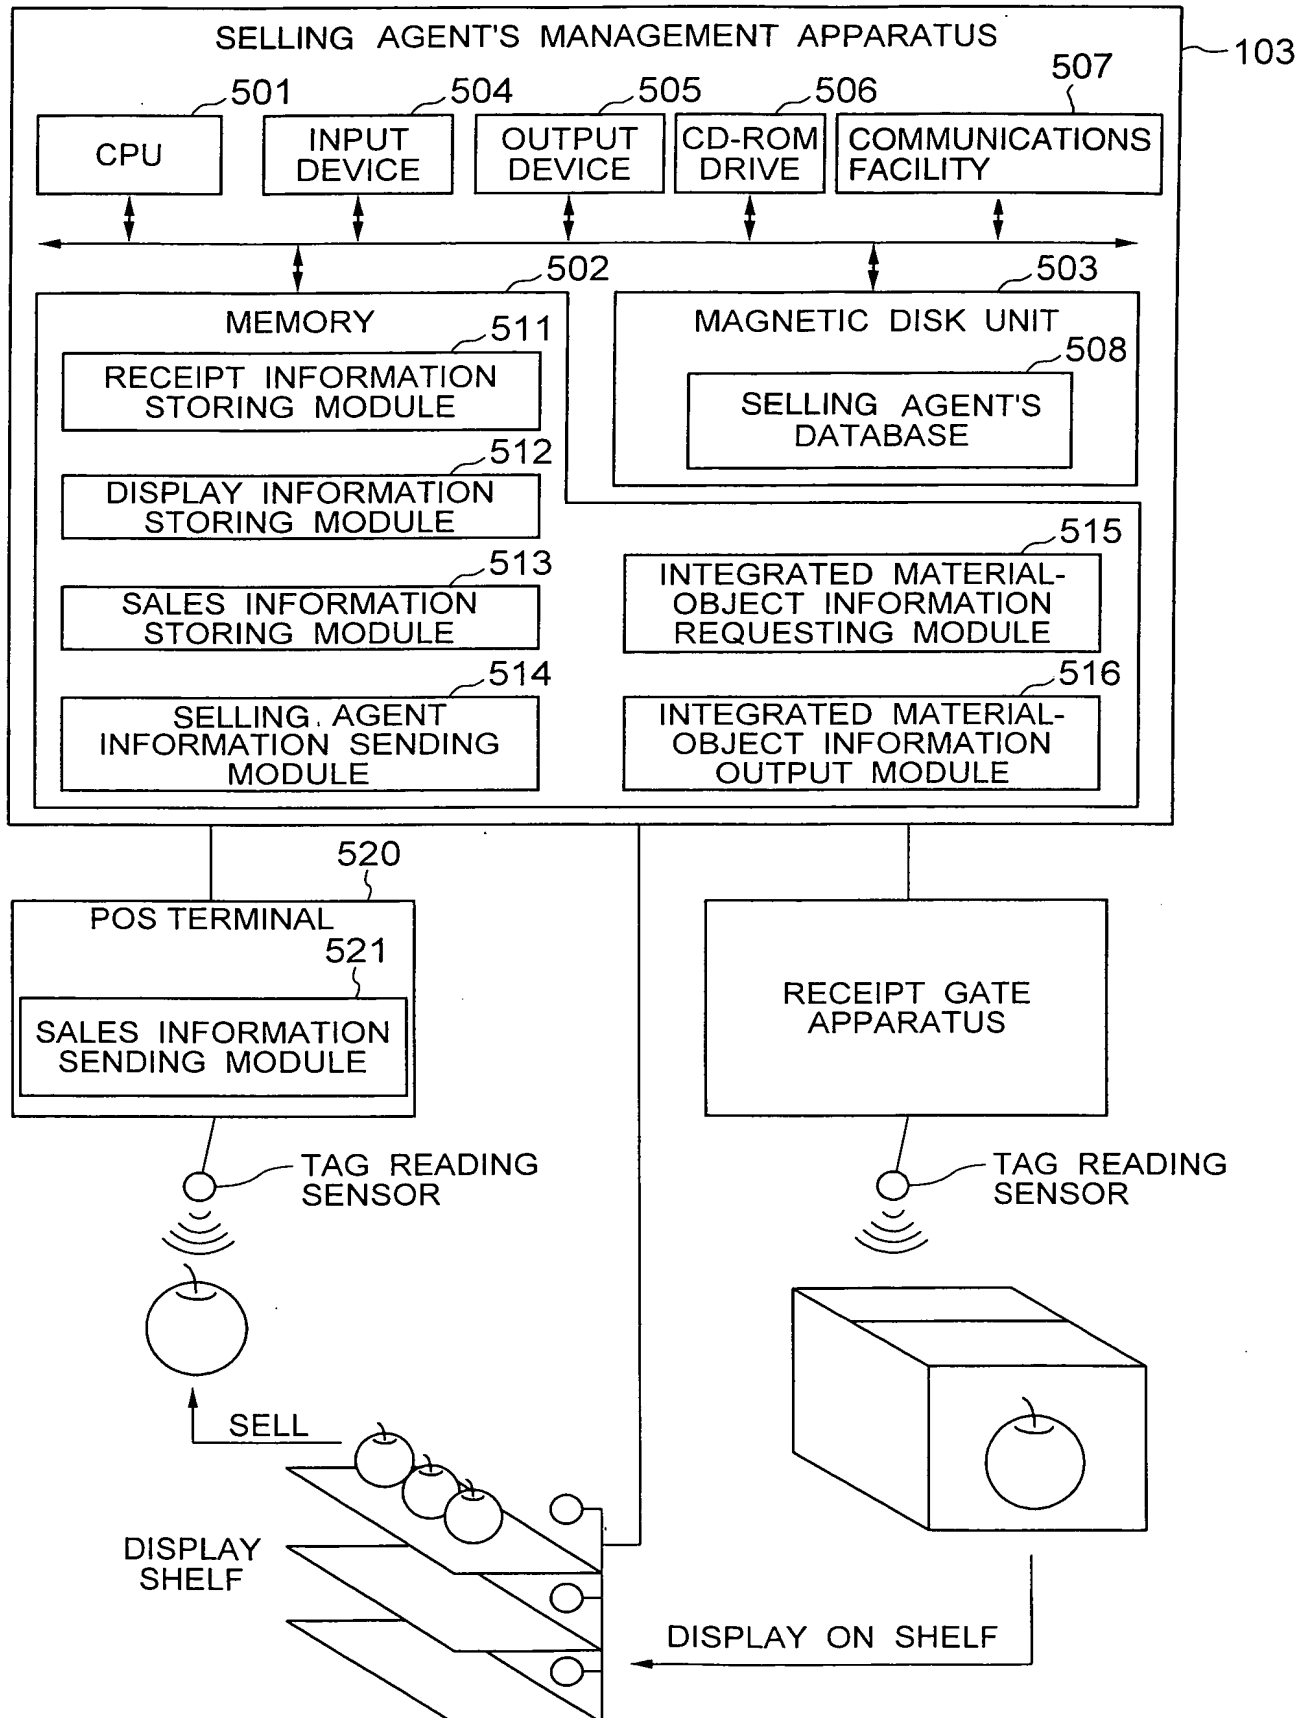 SELLING AGENT'S MANAGEMENT APPARATUS
103
501
504
505
506
507
CPU
INPUT
DEVICE
OUTPUT
DEVICE
CD-ROM
DRIVE
COMMUNICATIONS
FACILITY
502
503
MEMORY
MAGNETIC DISK UNIT
511
RECEIPT INFORMATION
STORING MODULE
508
SELLING AGENT'S
DATABASE
512
DISPLAY INFORMATION
STORING MODULE
513
SALES INFORMATION
STORING MODULE
515
INTEGRATED MATERIAL-
OBJECT INFORMATION
REQUESTING MODULE
514
SELLING AGENT
INFORMATION SENDING
MODULE
516
INTEGRATED MATERIAL-
OBJECT INFORMATION
OUTPUT MODULE
520
POS TERMINAL
521
SALES INFORMATION
SENDING MODULE
RECEIPT GATE
APPARATUS
TAG READING
SENSOR
TAG READING
SENSOR
SELL
DISPLAY
SHELF
DISPLAY ON SHELF